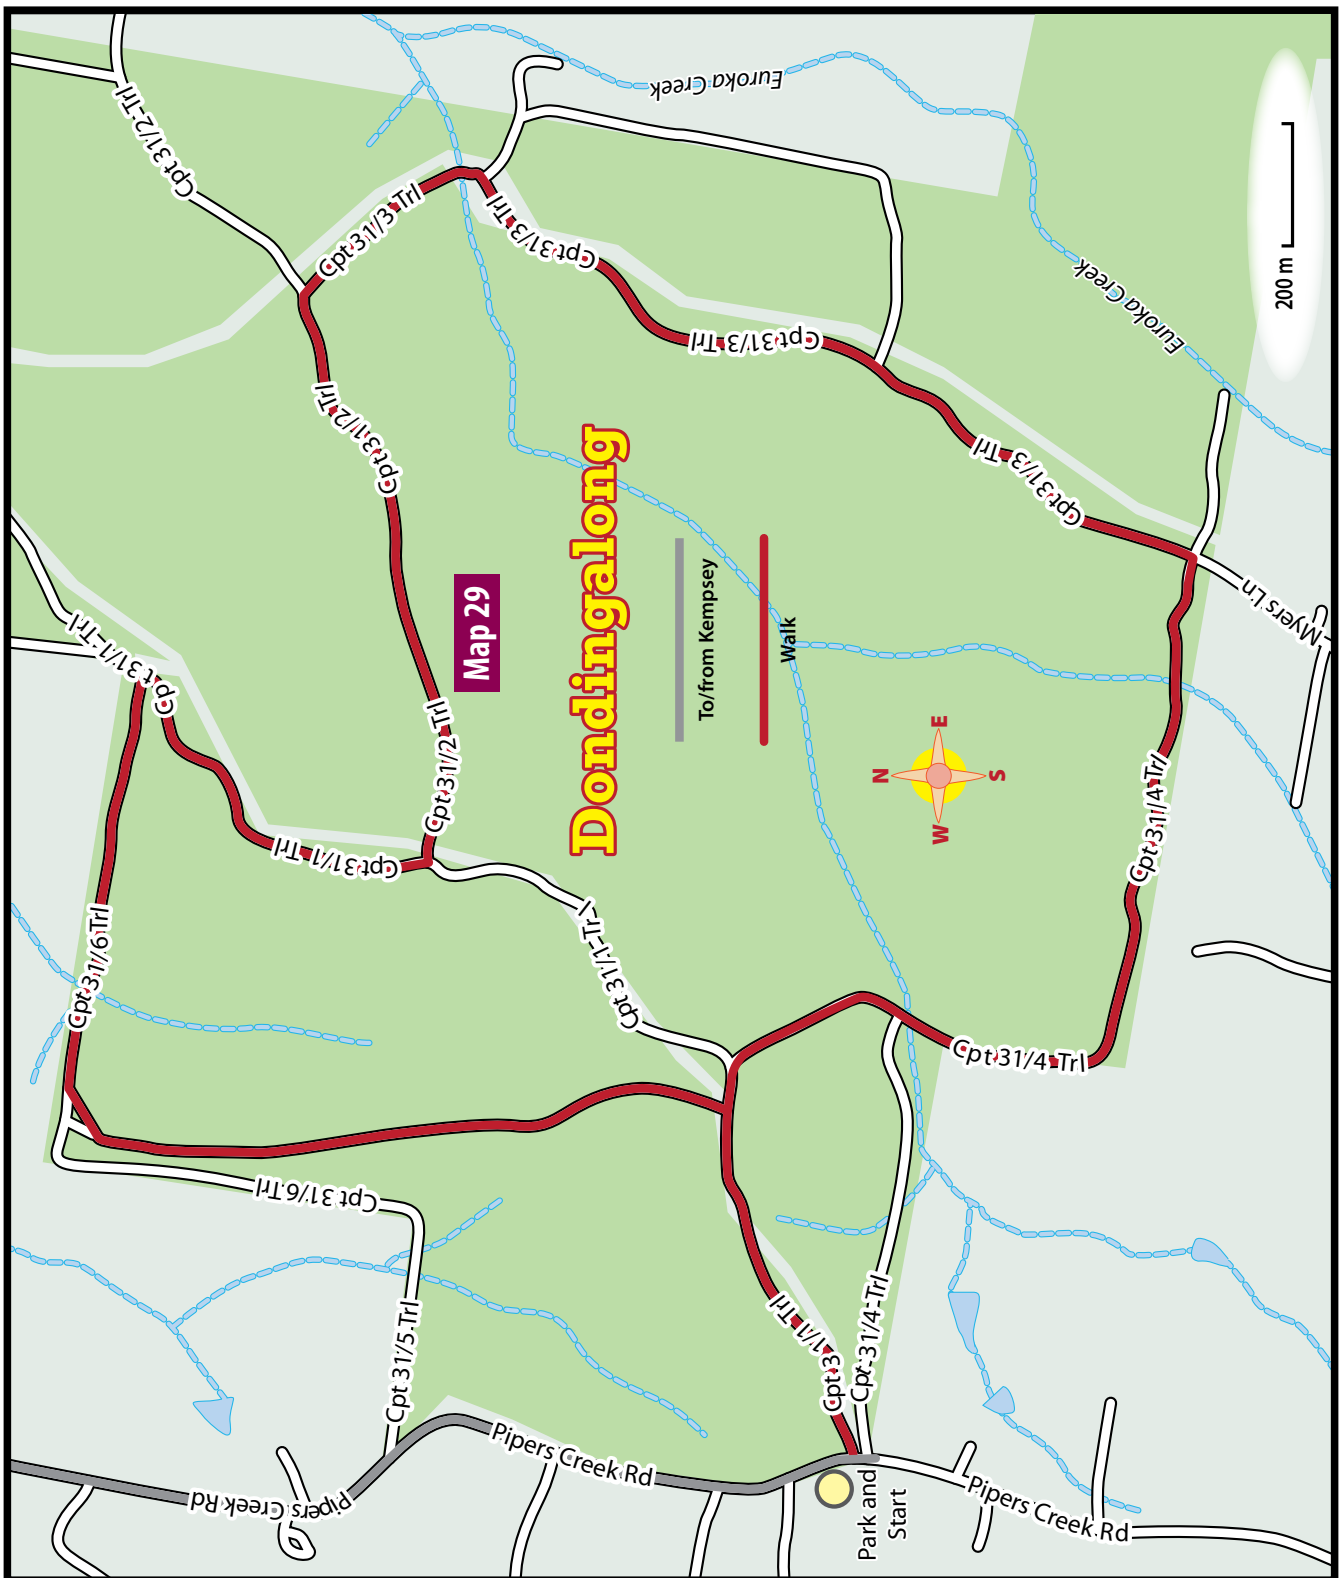 Cpt 31/2 Trl
Euroka Creek
Cpt 31/3 Trl
Cpt 31/3 Trl
200 m
Euroka Creek
Cpt 31/3 Trl
Cpt 31/2 Trl
Dondingalong
Cpt 31/3 Trl
Map 29
To/from Kempsey
Walk
Myers Ln
Cpt 31/1 Trl
Cpt 31/2 Trl
N
E
S
W
Cpt 31/4 Trl
Cpt 31/1 Trl
Cpt 31/6 Trl
Cpt 31/1 Trl
Cpt 31/4 Trl
Cpt 31/6 Trl
Cpt 31/5 Trl
Cpt 31/1 Trl
Cpt 31/4 Trl
Pipers Creek Rd
Pipers Creek Rd
Park and
Start
Pipers Creek Rd